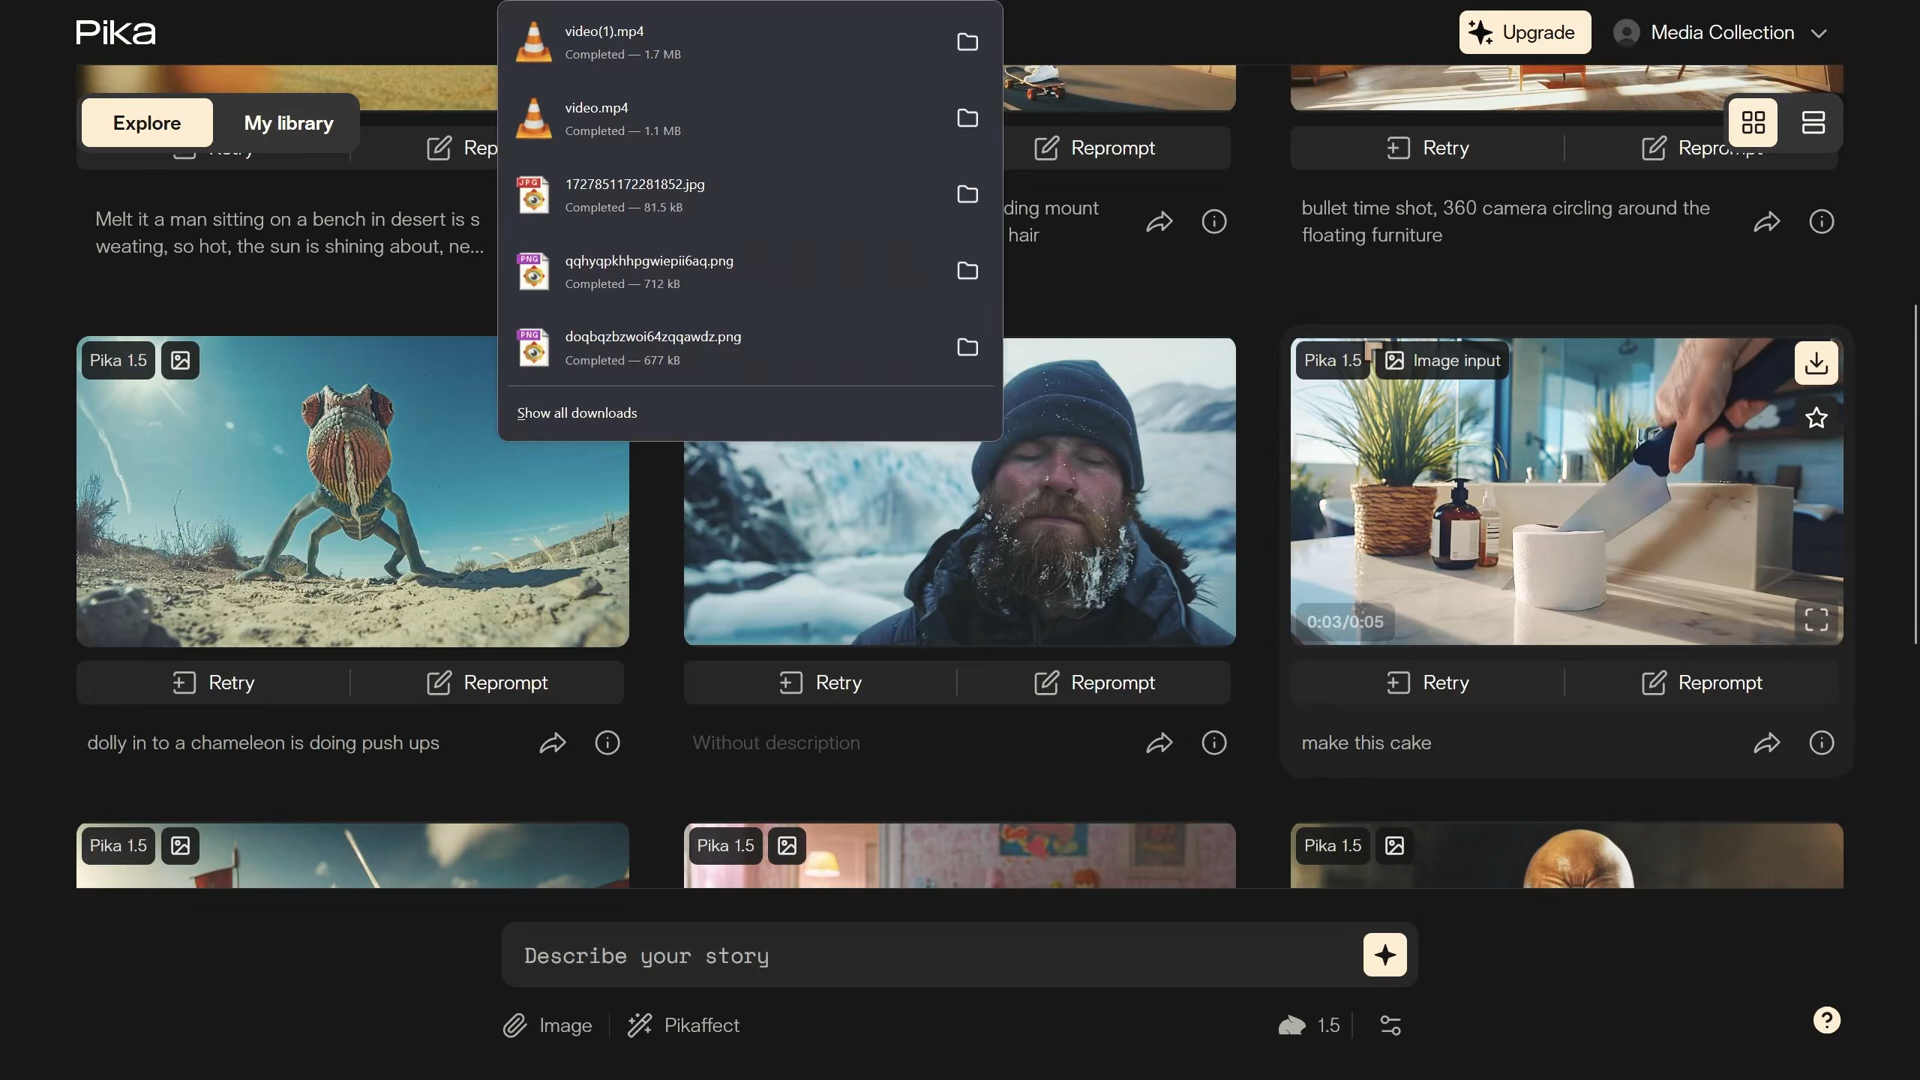 Pika
video(1).mp4
Completed — 1.7 MB
video.mp4
Completed — 1.1 MB
1727851172281852.jpg
Completed — 81.5 kB
qqhyqpkhhpgwiepii6aq.png
Completed — 712 kB
doqbqzbzwoi64zqqawdz.png
Completed — 677 kB
Show all downloads
JPG
PNG
PNG
Upgrade
Media Collection
Explore
My library
Retry
Rep
Reprompt
Retry
Reprompt
Melt it a man sitting on a bench in desert is s
weating, so hot, the sun is shining about, ne...
ding mount
hair
bullet time shot, 360 camera circling around the
floating furniture
Pika 1.5
Pika 1.5
Image input
0:03/0:05
Retry
Reprompt
Retry
Reprompt
Retry
Reprompt
dolly in to a chameleon is doing push ups
Without description
make this cake
Pika 1.5
Pika 1.5
Pika 1.5
Describe your story
Image
Pikaffect
1.5
?